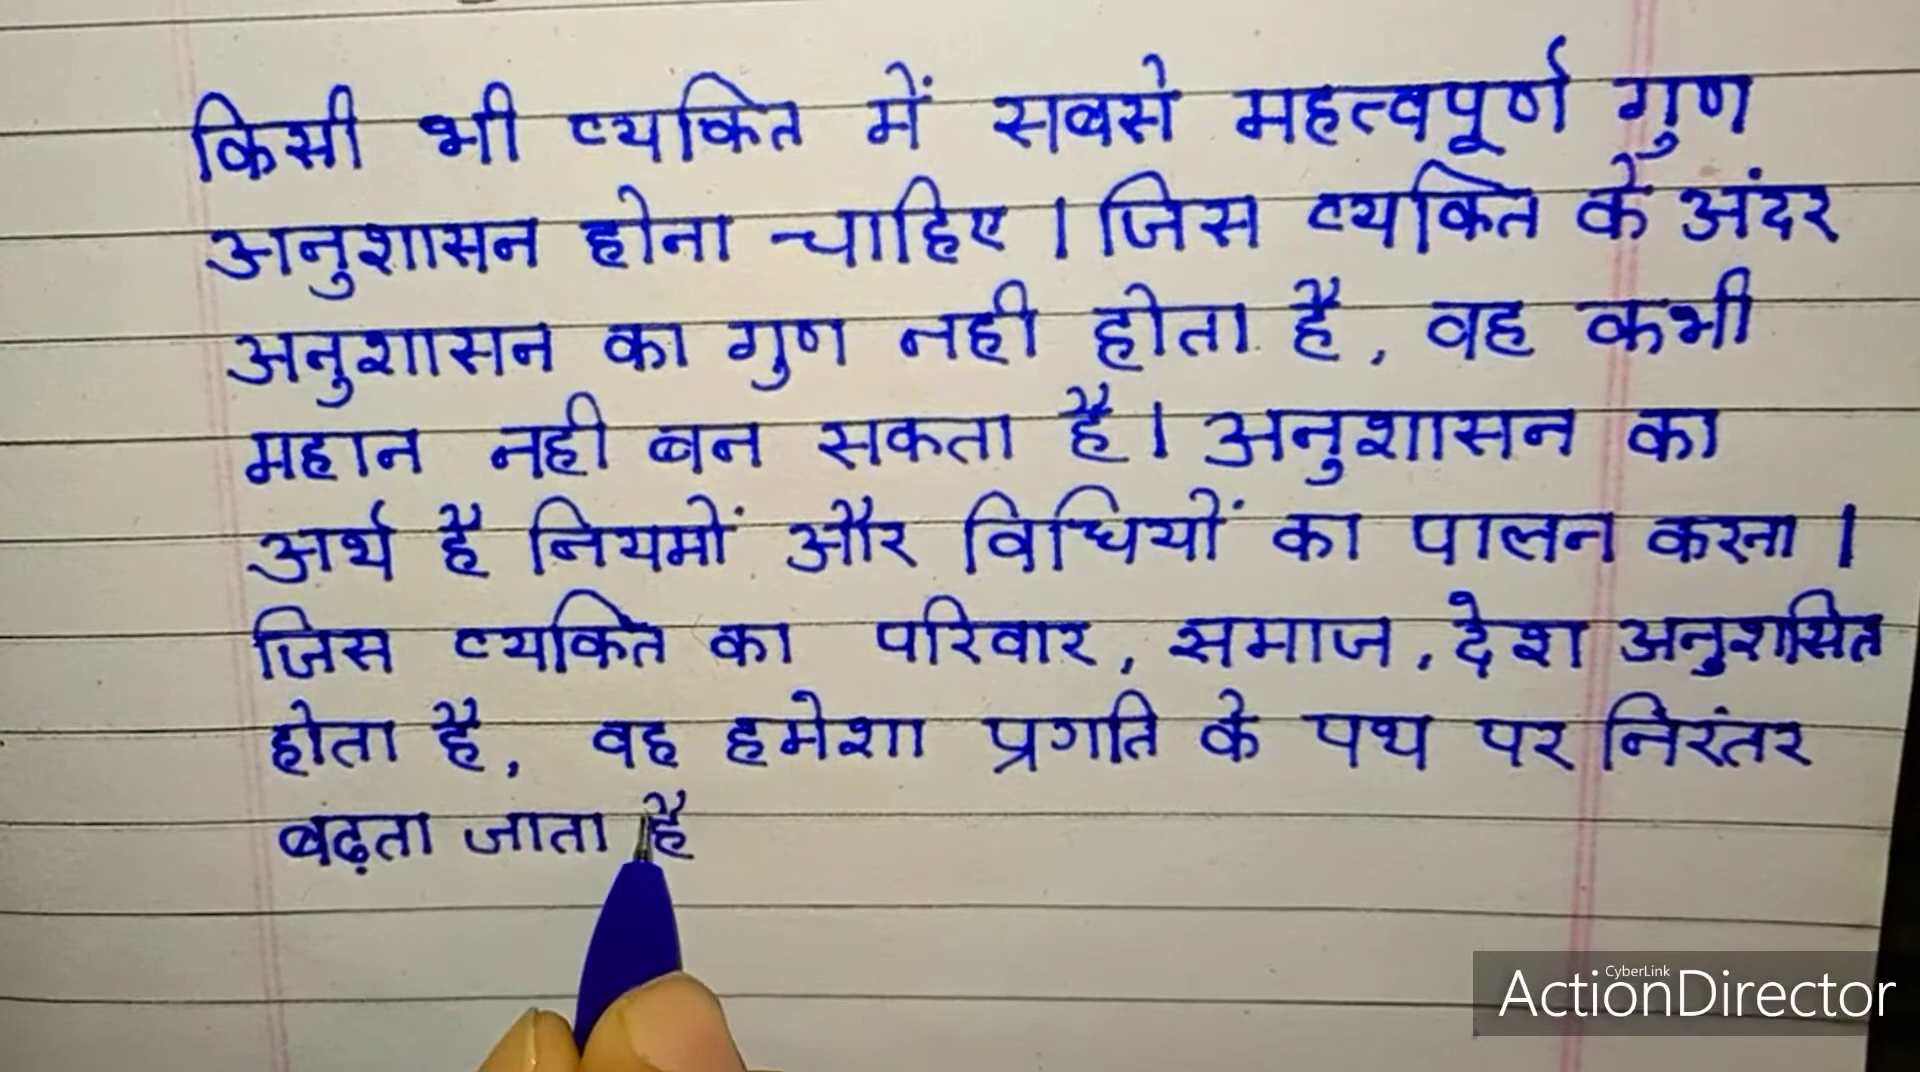 किसी भी व्यकित में सबसे महत्वपूर्ण गुण
अनुशासन होना चाहिए । जिस व्यकित के अंदर
अनुशासन का गुण नही होता है, वह कभी
महान नही बन सकता है । अनुशासन का
अर्थ है नियमों और विधियों का पालन करना ।
जिस व्यकित का परिवार, समाज, देश अनुशसित
होता है, वह हमेशा प्रगति के पथ पर निरंतर
बढ़ता जाता है
CyberLink
ActionDirector